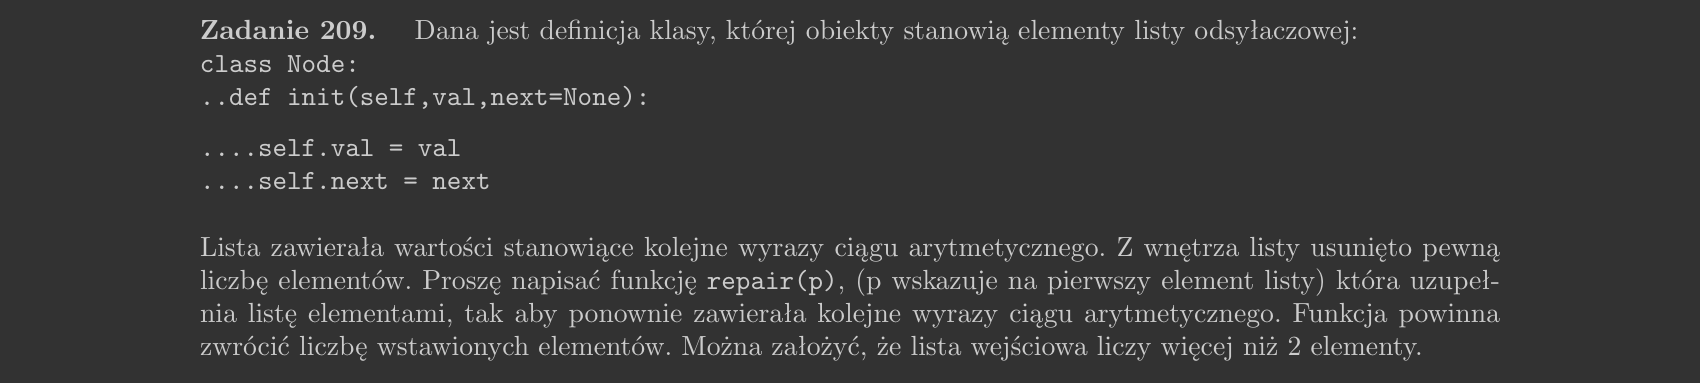 Zadanie 209. Dana jest definicja klasy, której obiekty stanowią elementy listy odsyłaczowej:
class Node:
..def init(self,val,next=None):
....self.val = val
....self.next = next
Lista zawierała wartości stanowiące kolejne wyrazy ciągu arytmetycznego. Z wnętrza listy usunięto pewną
liczbę elementów. Proszę napisać funkcję repair(p), (p wskazuje na pierwszy element listy) która uzupeł-
nia listę elementami, tak aby ponownie zawierała kolejne wyrazy ciągu arytmetycznego. Funkcja powinna
zwrócić liczbę wstawionych elementów. Można założyć, że lista wejściowa liczy więcej niż 2 elementy.